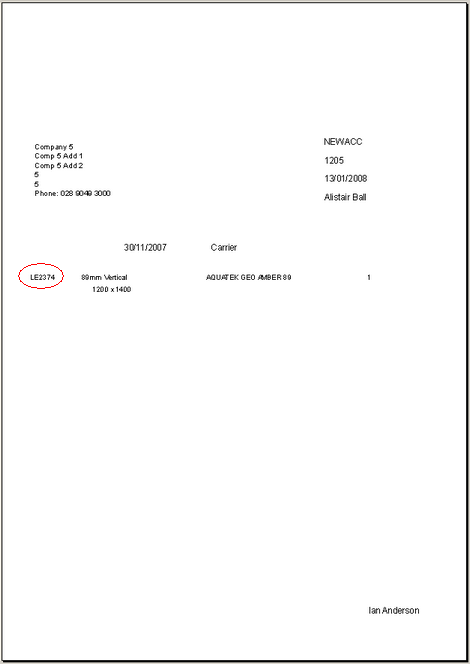 NEWACC
Company 5
Comp 5 Add 1
1205
Comp 5 Add 2
5
13/01/2008
5
Phone: 028 9049 3000
Alistair Ball
30/11/2007 Carrier
LE2374 89mm Vertical AQUATEK GEO AMBER 89 1
1200 x 1400
Ian Anderson